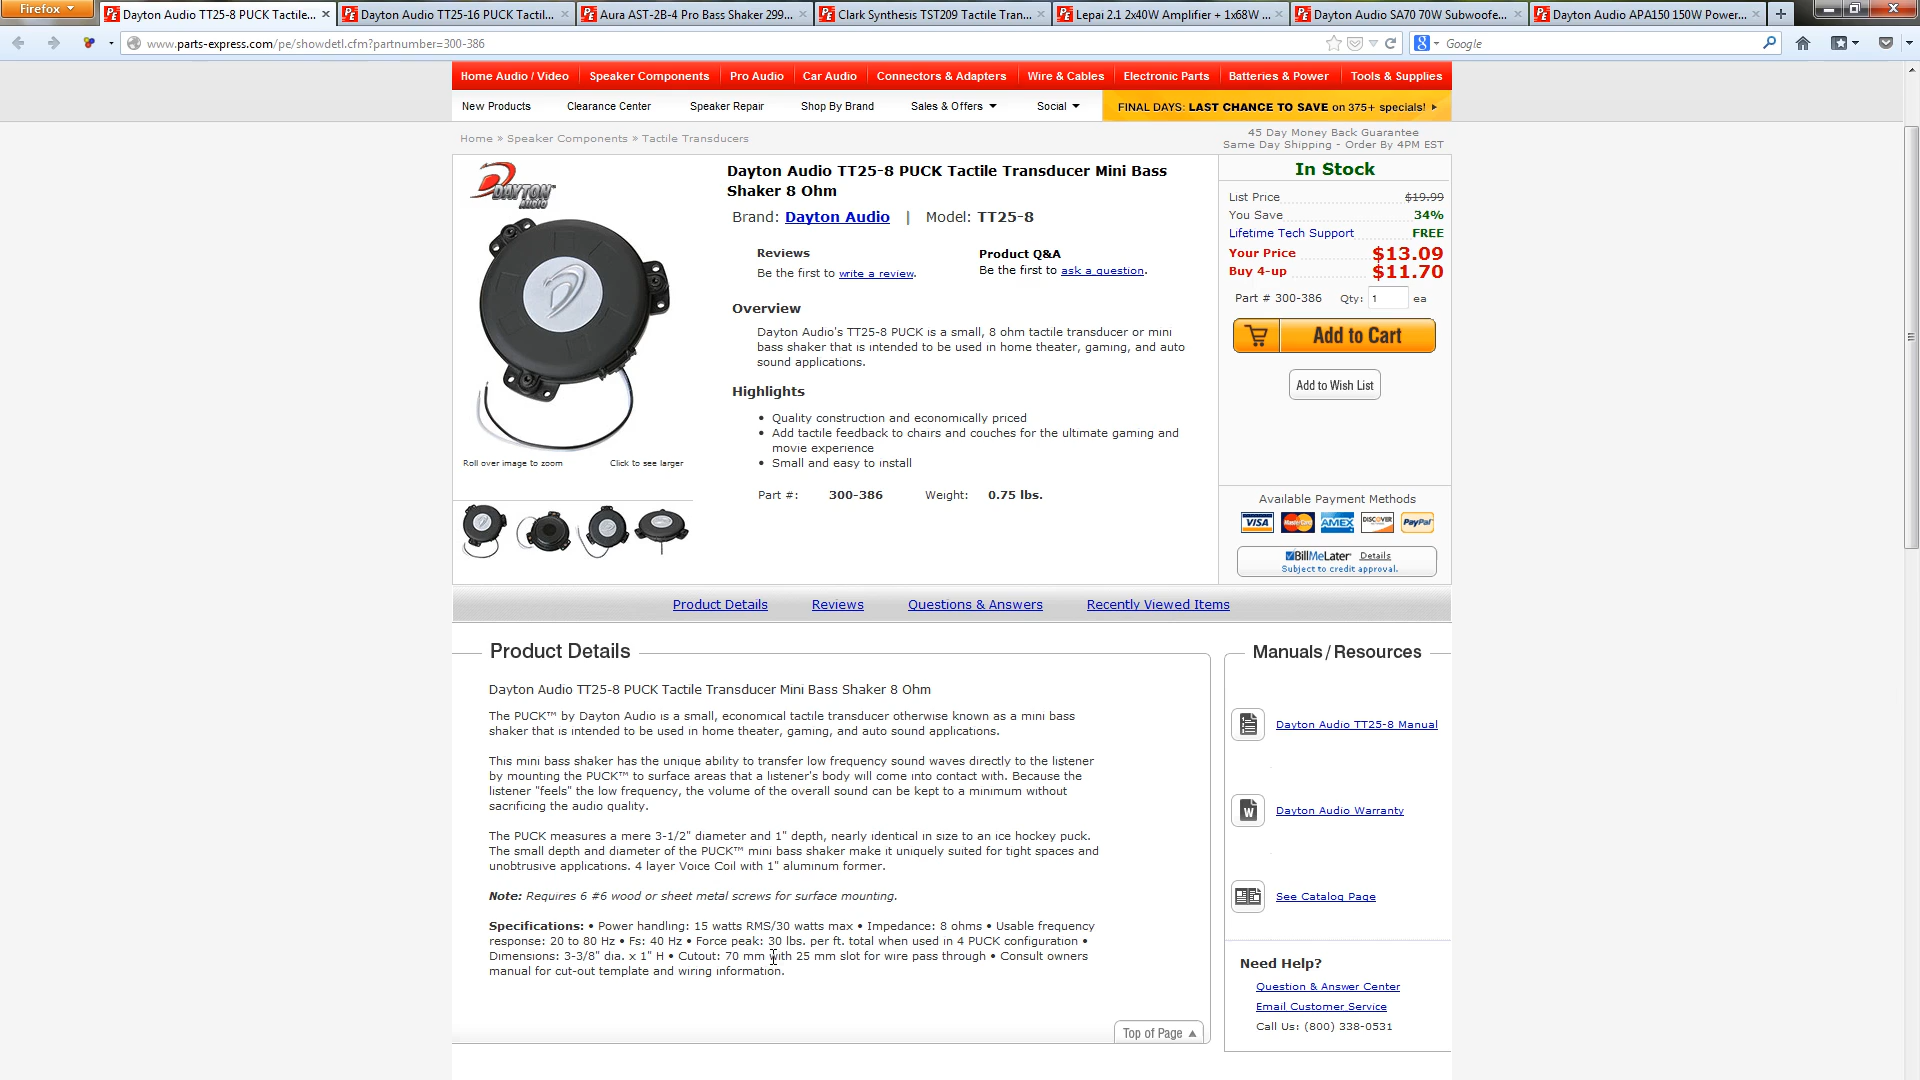 Firefox
Dayton Audio TT25-8 PUCK Tactile...
Dayton Audio TT25-16 PUCK Tactil...
Aura AST-2B-4 Pro Bass Shaker 299...
Clark Synthesis TST209 Tactile Tran...
Lepai 2.1 2x40W Amplifier + 1x68W ...
Dayton Audio SA70 70W Subwoofe...
Dayton Audio APA150 150W Power...
www.parts-express.com/pe/showdetl.cfm?partnumber=300-386
Google
Home Audio / Video
Speaker Components
Pro Audio
Car Audio
Connectors & Adapters
Wire & Cables
Electronic Parts
Batteries & Power
Tools & Supplies
New Products
Clearance Center
Speaker Repair
Shop By Brand
Sales & Offers
Social
FINAL DAYS: LAST CHANCE TO SAVE on 375+ specials!
Home » Speaker Components » Tactile Transducers
45 Day Money Back Guarantee
Same Day Shipping - Order By 4PM EST
DAYTON
AUDIO
Dayton Audio TT25-8 PUCK Tactile Transducer Mini Bass
Shaker 8 Ohm
Brand: Dayton Audio | Model: TT25-8
Reviews
Be the first to write a review.
Product Q&A
Be the first to ask a question.
Overview
Dayton Audio's TT25-8 PUCK is a small, 8 ohm tactile transducer or mini
bass shaker that is intended to be used in home theater, gaming, and auto
sound applications.
Highlights
• Quality construction and economically priced
• Add tactile feedback to chairs and couches for the ultimate gaming and
movie experience
• Small and easy to install
Part #: 300-386 Weight: 0.75 lbs.
Roll over image to zoom
Click to see larger
In Stock
List Price $19.99
You Save 34%
Lifetime Tech Support FREE
Your Price $13.09
Buy 4-up $11.70
Part # 300-386 Qty: 1 ea
Add to Cart
Add to Wish List
Available Payment Methods
VISA MasterCard AMEX DISCOVER PayPal
BillMeLater Details
Subject to credit approval.
Product Details
Reviews
Questions & Answers
Recently Viewed Items
Product Details
Dayton Audio TT25-8 PUCK Tactile Transducer Mini Bass Shaker 8 Ohm
The PUCK™ by Dayton Audio is a small, economical tactile transducer otherwise known as a mini bass
shaker that is intended to be used in home theater, gaming, and auto sound applications.
This mini bass shaker has the unique ability to transfer low frequency sound waves directly to the listener
by mounting the PUCK™ to surface areas that a listener's body will come into contact with. Because the
listener "feels" the low frequency, the volume of the overall sound can be kept to a minimum without
sacrificing the audio quality.
The PUCK measures a mere 3-1/2" diameter and 1" depth, nearly identical in size to an ice hockey puck.
The small depth and diameter of the PUCK™ mini bass shaker make it uniquely suited for tight spaces and
unobtrusive applications. 4 layer Voice Coil with 1" aluminum former.
Note: Requires 6 #6 wood or sheet metal screws for surface mounting.
Specifications: • Power handling: 15 watts RMS/30 watts max • Impedance: 8 ohms • Usable frequency
response: 20 to 80 Hz • Fs: 40 Hz • Force peak: 30 lbs. per ft. total when used in 4 PUCK configuration •
Dimensions: 3-3/8" dia. x 1" H • Cutout: 70 mm with 25 mm slot for wire pass through • Consult owners
manual for cut-out template and wiring information.
Top of Page
Manuals/Resources
Dayton Audio TT25-8 Manual
Dayton Audio Warranty
See Catalog Page
Need Help?
Question & Answer Center
Email Customer Service
Call Us: (800) 338-0531